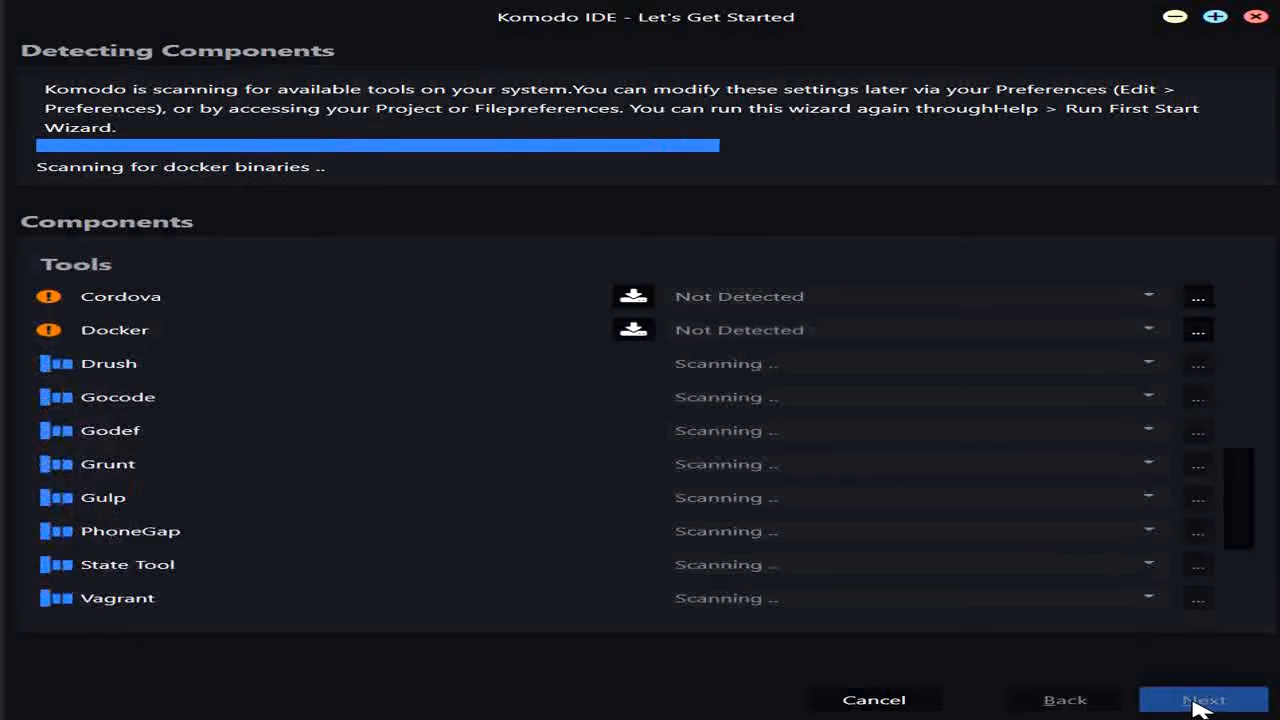 Komodo IDE - Let's Get Started
Detecting Components
Komodo is scanning for available tools on your system.You can modify these settings later via your Preferences (Edit >
Preferences), or by accessing your Project or Filepreferences. You can run this wizard again throughHelp > Run First Start
Wizard.
Scanning for docker binaries ..
Components
Tools
Cordova Not Detected ...
Docker Not Detected ...
Drush Scanning .. ...
Gocode Scanning .. ...
Godef Scanning .. ...
Grunt Scanning .. ...
Gulp Scanning .. ...
PhoneGap Scanning .. ...
State Tool Scanning .. ...
Vagrant Scanning .. ...
Cancel Back Next